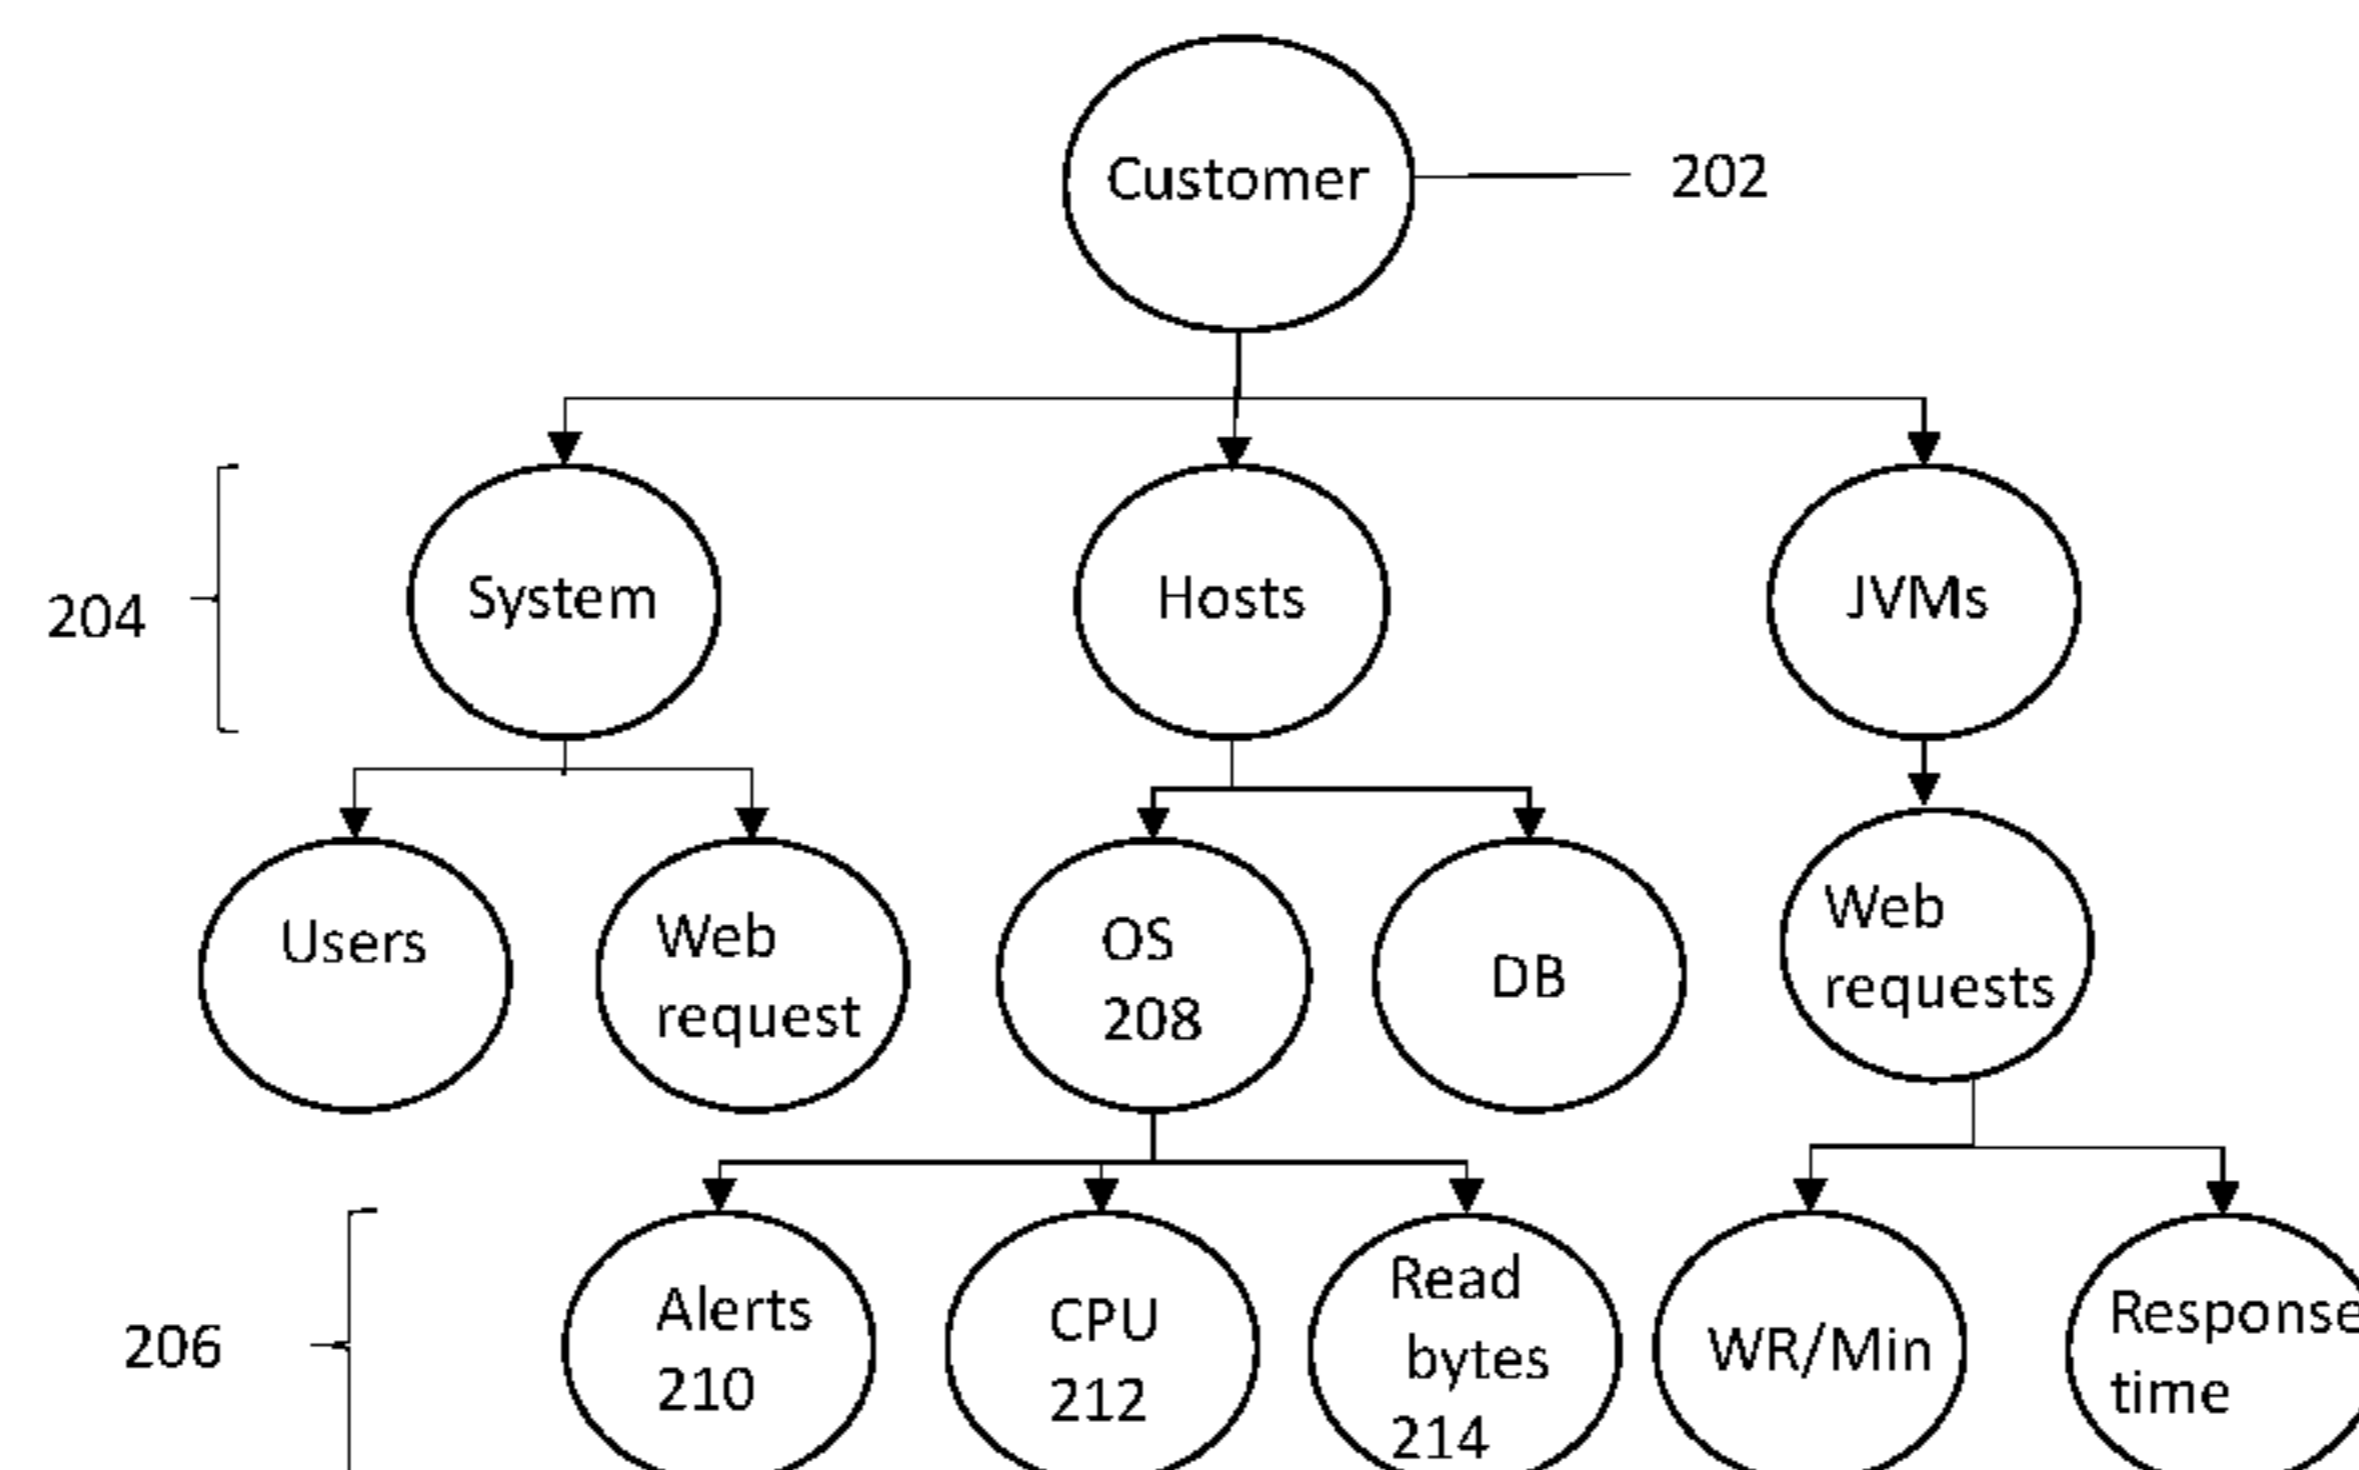 Customer
202
204
System
Hosts
JVMs
Users
Web
request
OS
208
DB
Web
requests
206
Alerts
210
CPU
212
Read
bytes
214
WR/Min
Response
time